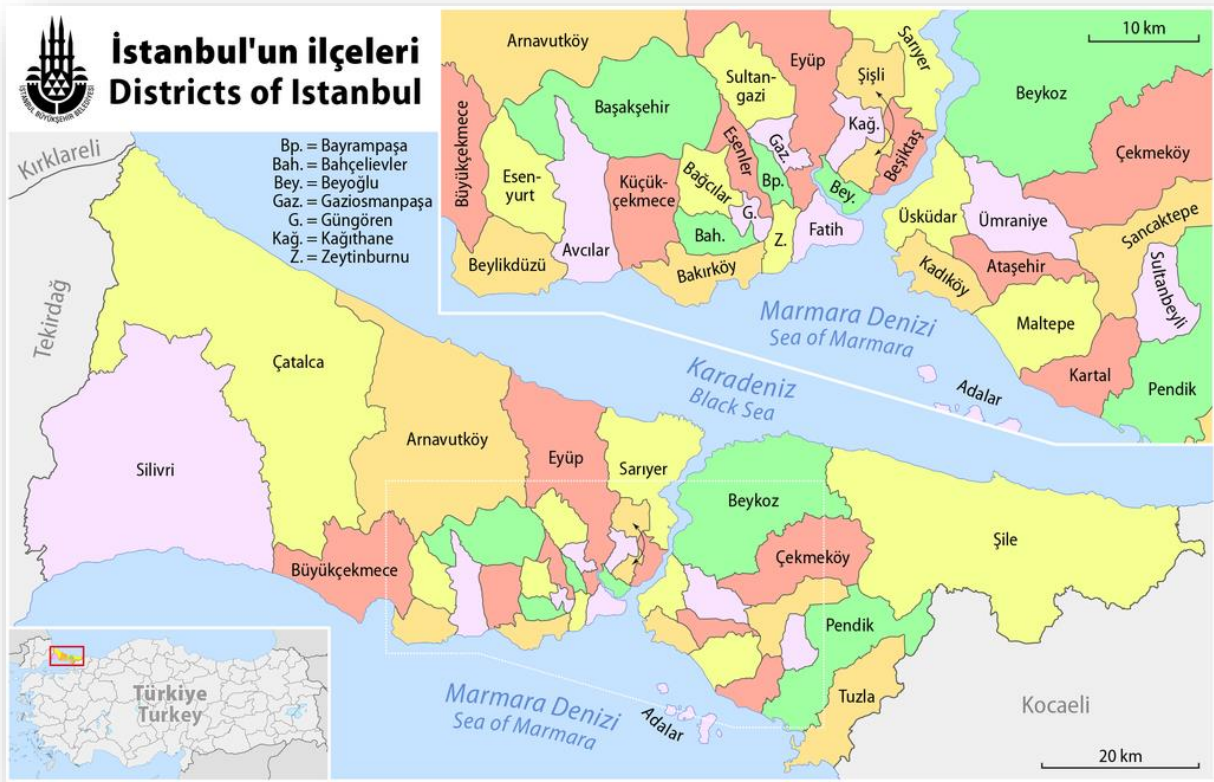 İSTANBUL BÜYÜKŞEHİR BELEDİYESİ
İstanbul'un ilçeleri
Districts of Istanbul
Bp. = Bayrampaşa
Bah. = Bahçelievler
Bey. = Beyoğlu
Gaz. = Gaziosmanpaşa
G. = Güngören
Kağ. = Kağıthane
Z. = Zeytinburnu
Arnavutköy
Büyükçekmece
Başakşehir
Sultan-
gazi
Eyüp
Şişli
Sarıyer
10 km
Beykoz
Çekmeköy
Esen-
yurt
Avcılar
Küçük-
çekmece
Bağcılar
Esenler
Gaz.
Kağ.
Beşiktaş
Bp.
Bey.
G.
Bah.
Z.
Fatih
Beylikdüzü
Bakırköy
Üsküdar
Ümraniye
Sancaktepe
Kadıköy
Ataşehir
Sultanbeyli
Maltepe
Kartal
Pendik
Marmara Denizi
Sea of Marmara
Adalar
Kırklareli
Tekirdağ
Karadeniz
Black Sea
Çatalca
Silivri
Arnavutköy
Eyüp
Sarıyer
Büyükçekmece
Beykoz
Çekmeköy
Şile
Pendik
Tuzla
Kocaeli
Marmara Denizi
Sea of Marmara
Adalar
Türkiye
Turkey
20 km